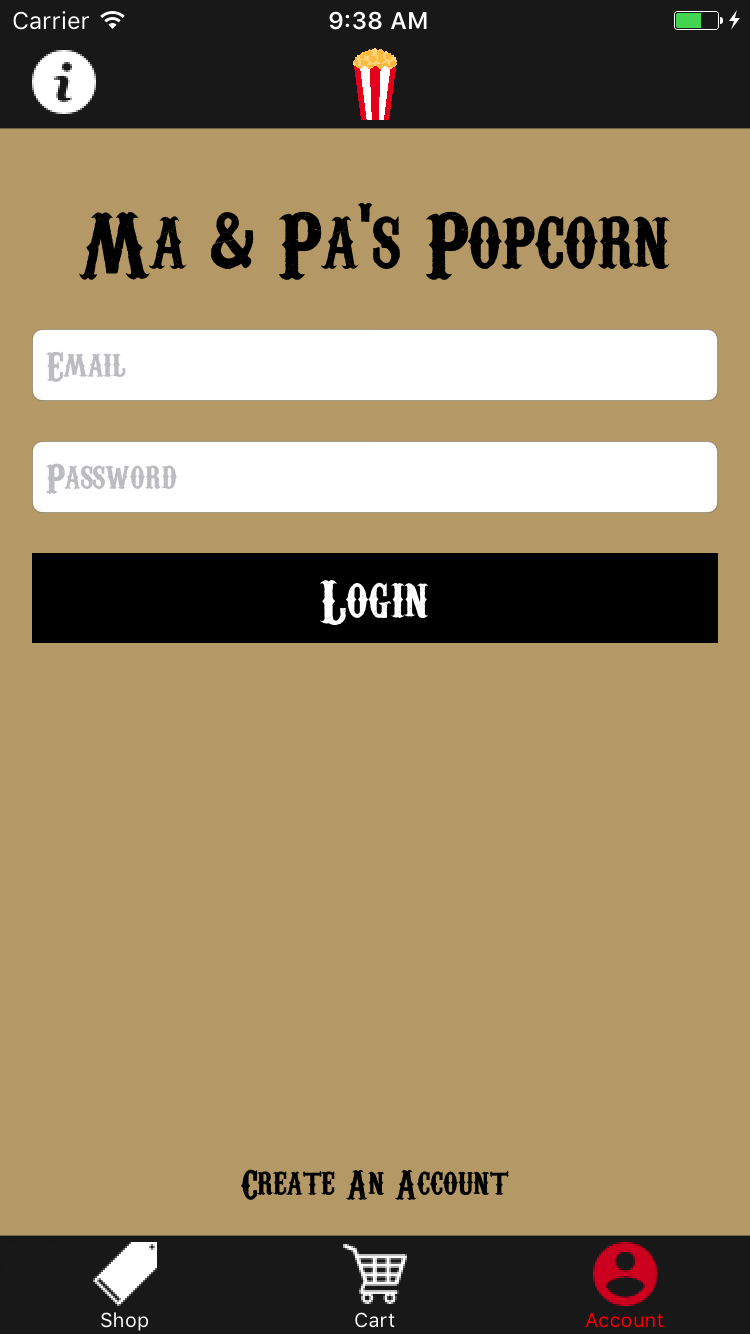 Carrier 9:38 AM
i
Ma & Pa's Popcorn
Email
Password
Login
Create An Account
Shop Cart Account